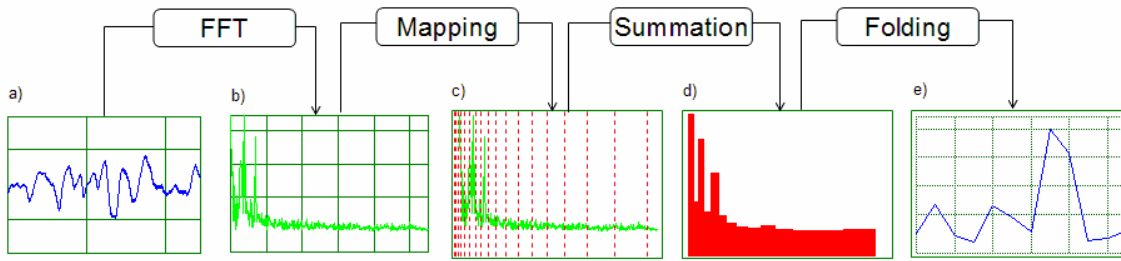 FFT
Mapping
Summation
Folding
a)
b)
c)
d)
e)